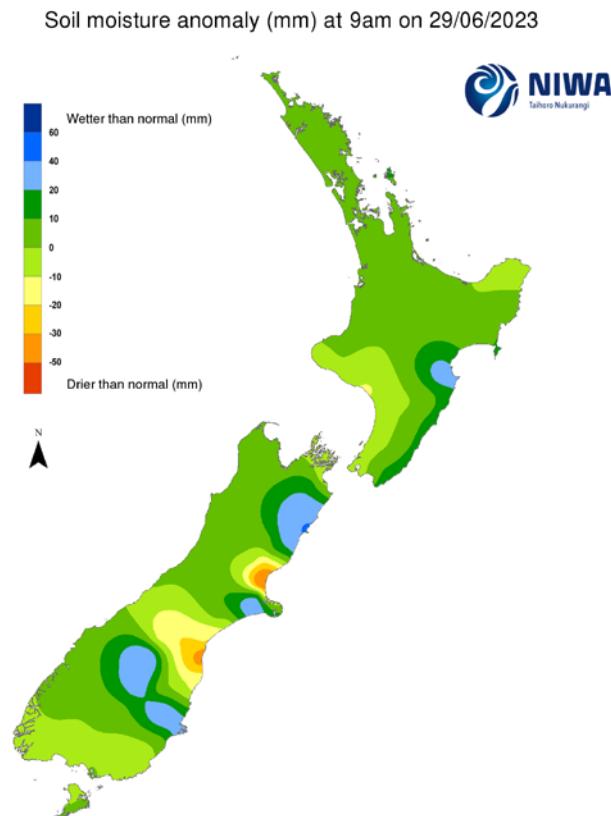 Soil moisture anomaly (mm) at 9am on 29/06/2023
NIWA
Taihoro Nukurangi
Wetter than normal (mm)
60
40
20
10
0
-10
-20
-30
-50
Drier than normal (mm)
N